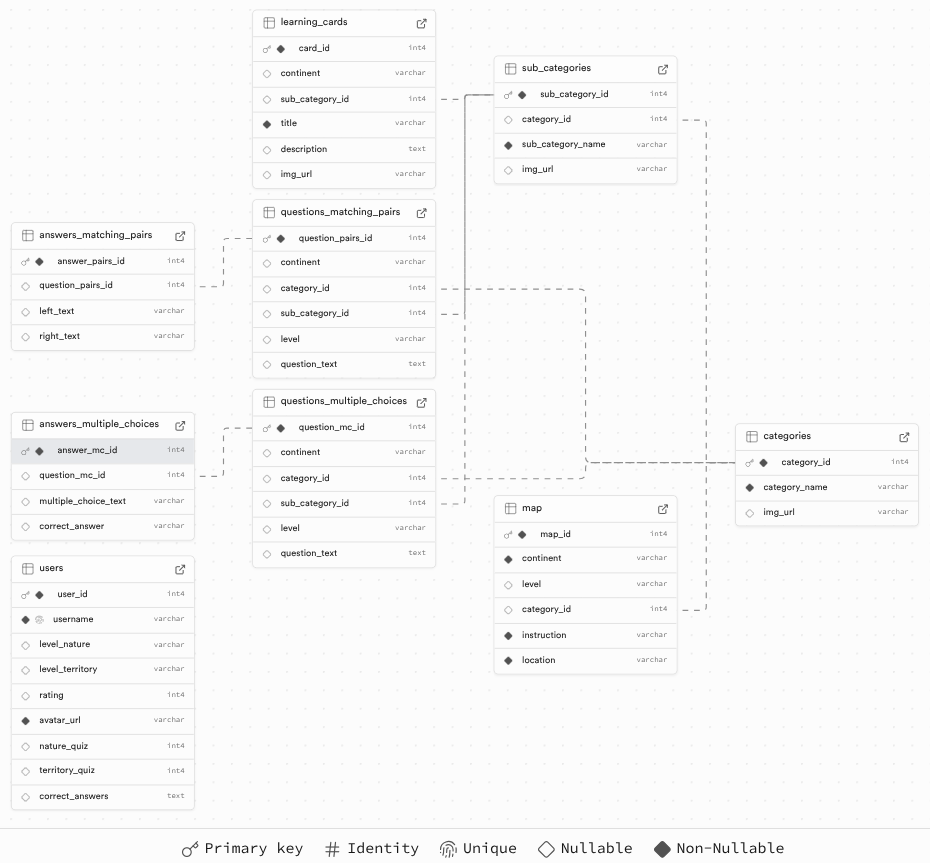 learning_cards
card_id int4
continent varchar
sub_category_id int4
title varchar
description text
img_url varchar
sub_categories
sub_category_id int4
category_id int4
sub_category_name varchar
img_url varchar
questions_matching_pairs
question_pairs_id int4
continent varchar
category_id int4
sub_category_id int4
level varchar
question_text text
answers_matching_pairs
answer_pairs_id int4
question_pairs_id int4
left_text varchar
right_text varchar
questions_multiple_choices
question_mc_id int4
continent varchar
category_id int4
sub_category_id int4
level varchar
question_text text
answers_multiple_choices
answer_mc_id int4
question_mc_id int4
multiple_choice_text varchar
correct_answer varchar
categories
category_id int4
category_name varchar
img_url varchar
map
map_id int4
continent varchar
level varchar
category_id int4
instruction varchar
location varchar
users
user_id int4
username varchar
level_nature varchar
level_territory varchar
rating int4
avatar_url varchar
nature_quiz int4
territory_quiz int4
correct_answers text
Primary key Identity Unique Nullable Non-Nullable